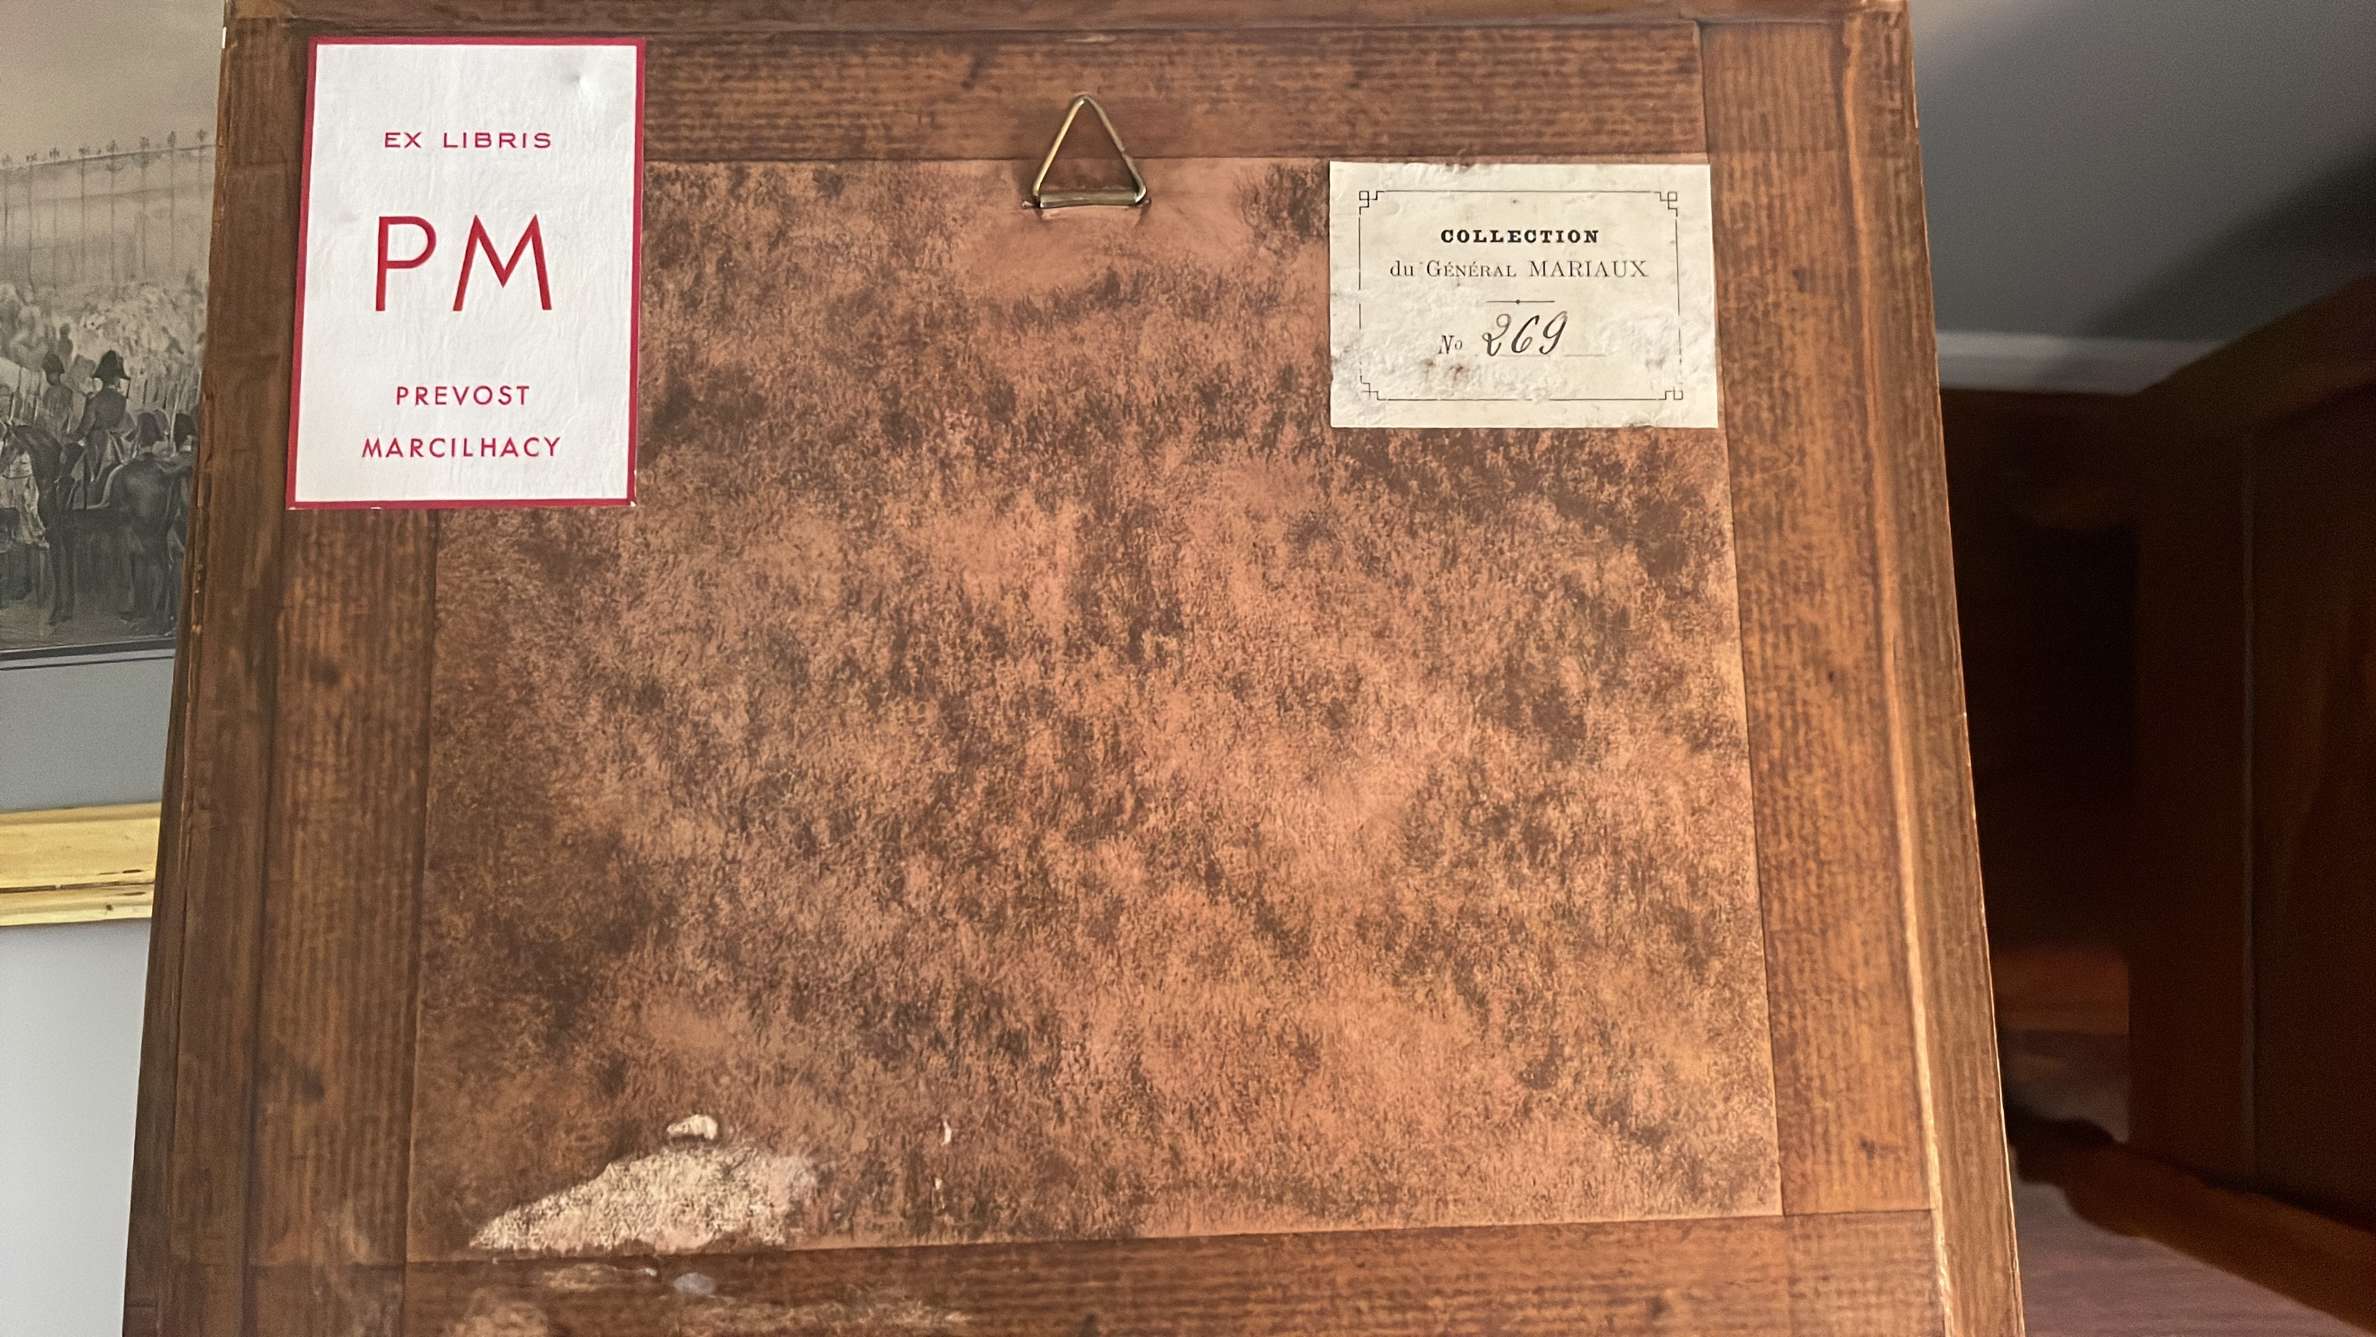 EX LIBRIS
PM
PREVOST
MARCILHACY
COLLECTION
du GÉNÉRAL MARIAUX
No 269